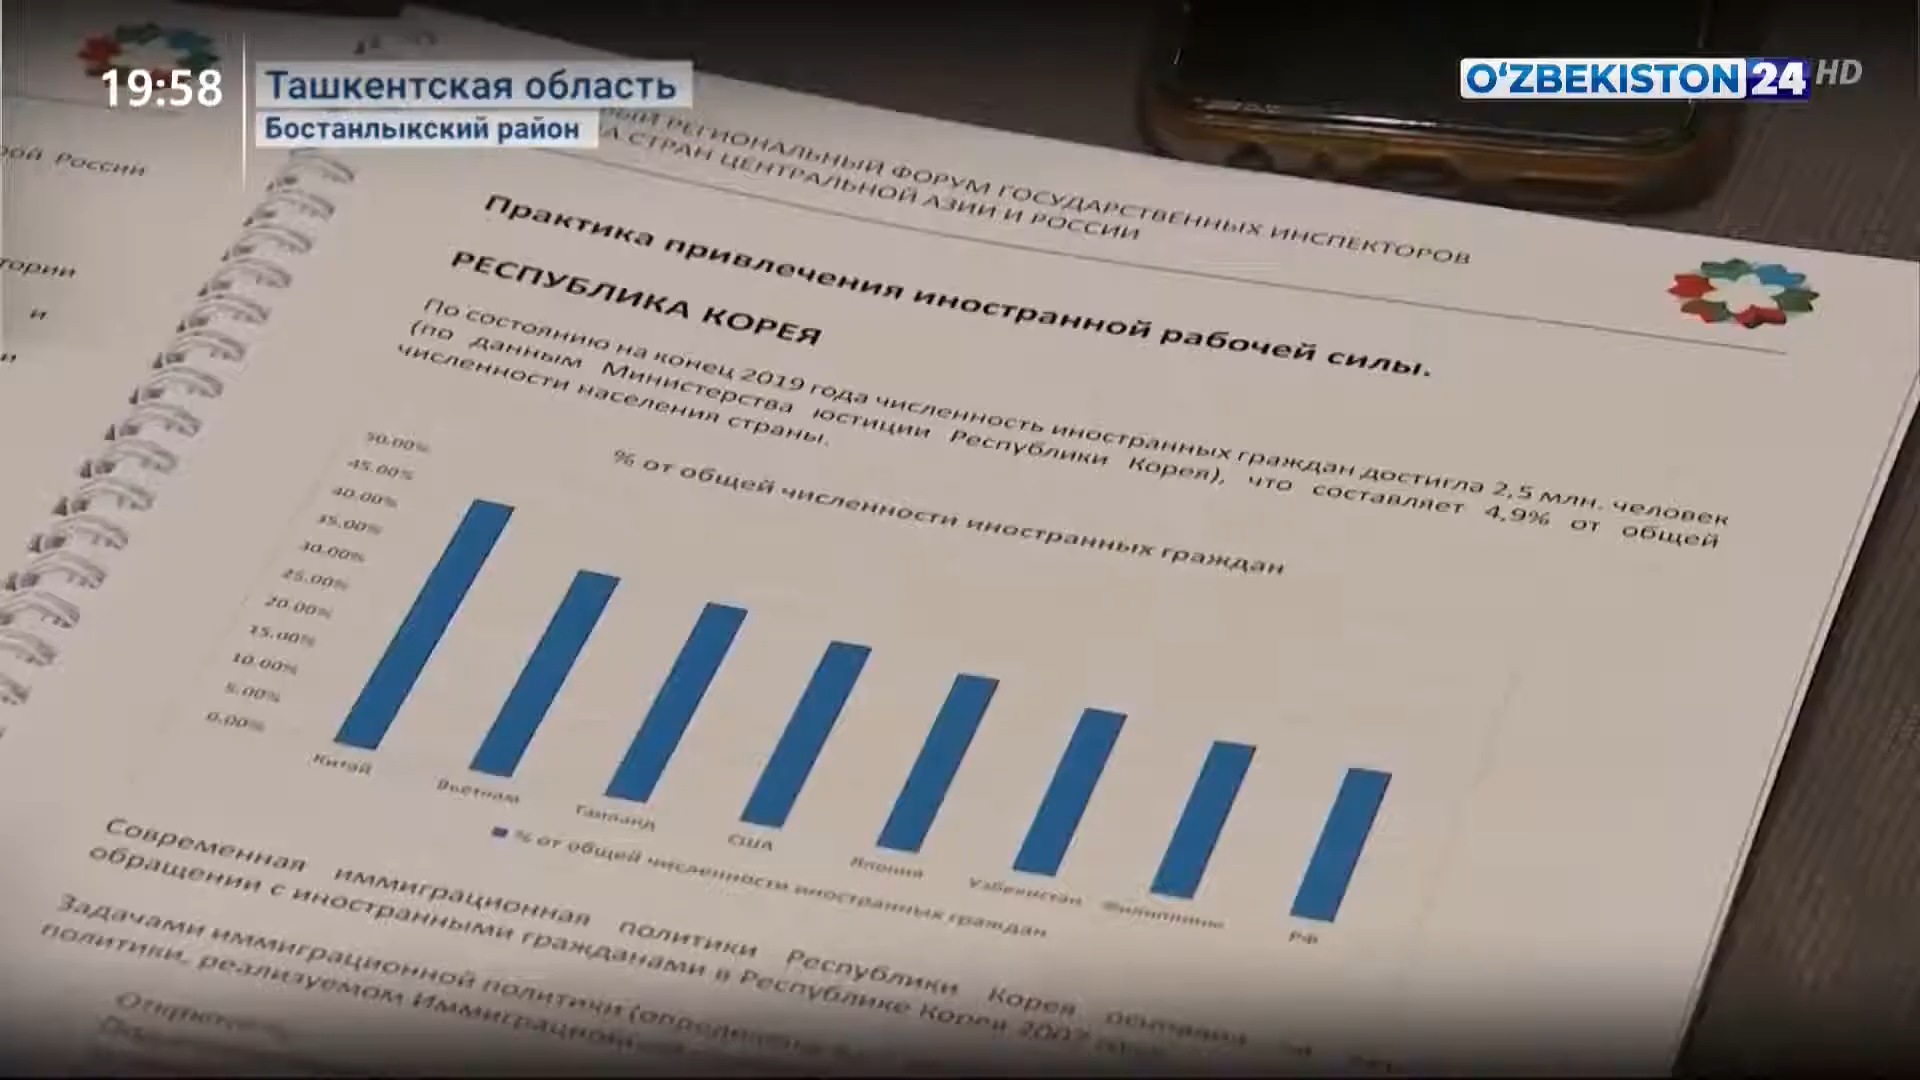 19:58
Ташкентская область
Бостанлыкский район
O‘ZBEKISTON 24 HD
России
и
РЕГИОНАЛЬНЫЙ ФОРУМ ГОСУДАРСТВЕННЫХ ИНСПЕКТОРОВ
СТРАН ЦЕНТРАЛЬНОЙ АЗИИ И РОССИИ
Практика привлечения иностранной рабочей силы.
РЕСПУБЛИКА КОРЕЯ
По состоянию на конец 2019 года численность иностранных граждан достигла 2,5 млн. человек
(по данным Министерства юстиции Республики Корея), что составляет 4,9% от общей
численности населения страны.
% от общей численности иностранных граждан
50.00%
45.00%
40.00%
35.00%
30.00%
25.00%
20.00%
15.00%
10.00%
5.00%
0.00%
Китай
Вьетнам
Таиланд
США
Япония
Узбекистан
Филиппины
РФ
% от общей численности иностранных граждан
Современная иммиграционная политики Республики Корея основана на
обращении с иностранными гражданами в Республике Корея 2007
Задачами иммиграционной политики
политики, реализуемом Иммиграционной